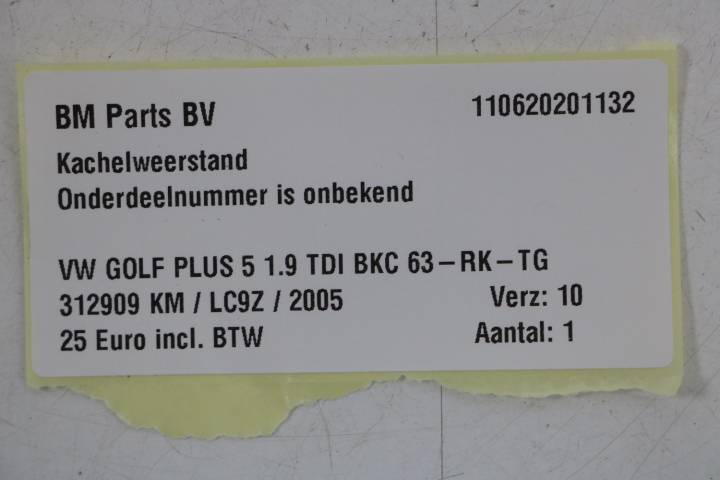 BM Parts BV 110620201132
Kachelweerstand
Onderdeelnummer is onbekend
VW GOLF PLUS 5 1.9 TDI BKC 63-RK-TG
312909 KM / LC9Z / 2005 Verz: 10
25 Euro incl. BTW Aantal: 1